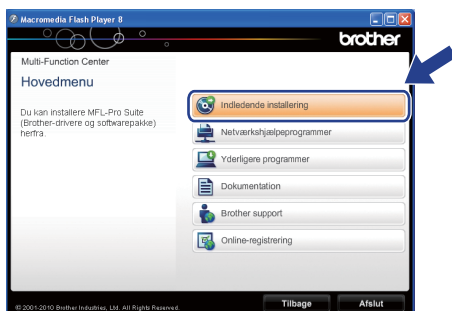 Macromedia Flash Player 8
brother
Multi-Function Center
Hovedmenu
Du kan installere MFL-Pro Suite
(Brother-drivere og softwarepakke)
herfra.
Indledende installering
Netværkshjælpeprogrammer
Yderligere programmer
Dokumentation
Brother support
Online-registrering
© 2001-2010 Brother Industries, Ltd. All Rights Reserved.
Tilbage
Afslut